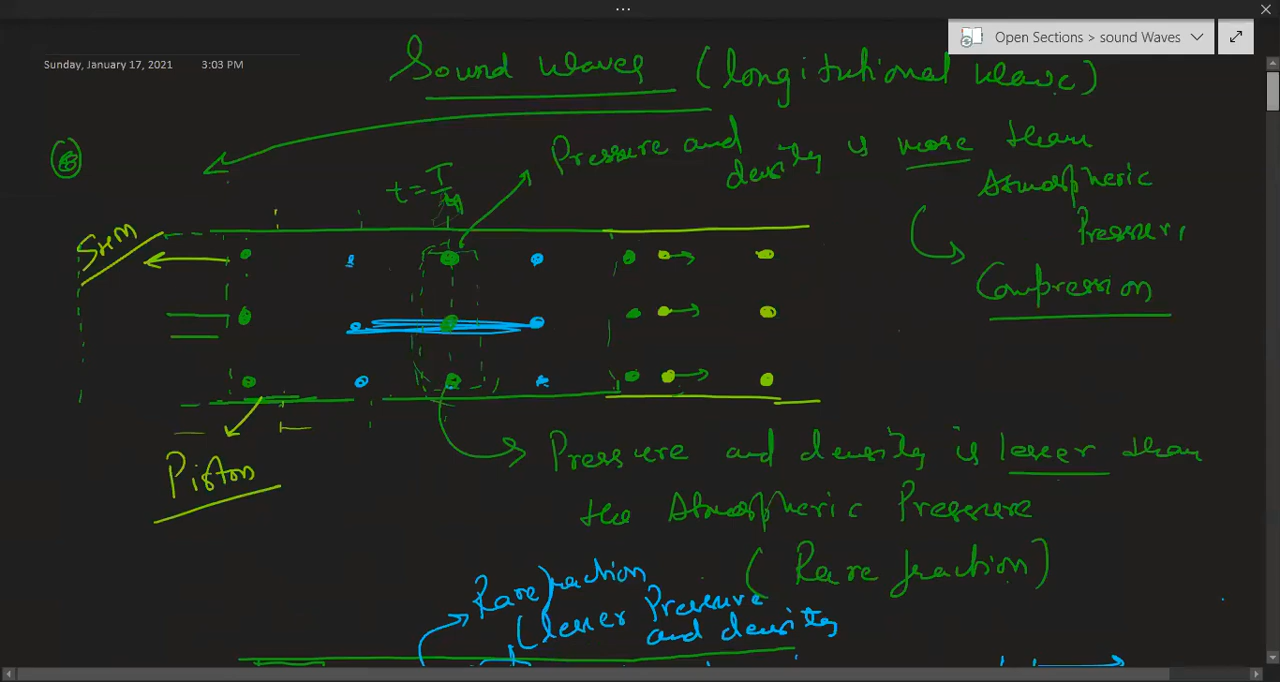 ...
Open Sections > sound Waves
Sunday, January 17, 2021 3:03 PM
Sound waves (longitutional wave)
Pressure and density is more than
Atmospheric
Pressure,
Compression
t = T/4
SHM
Piston
Pressure and density is lesser than
the Atmospheric Pressure
(Rarefraction)
Rarefraction
(lesser Pressure
and density